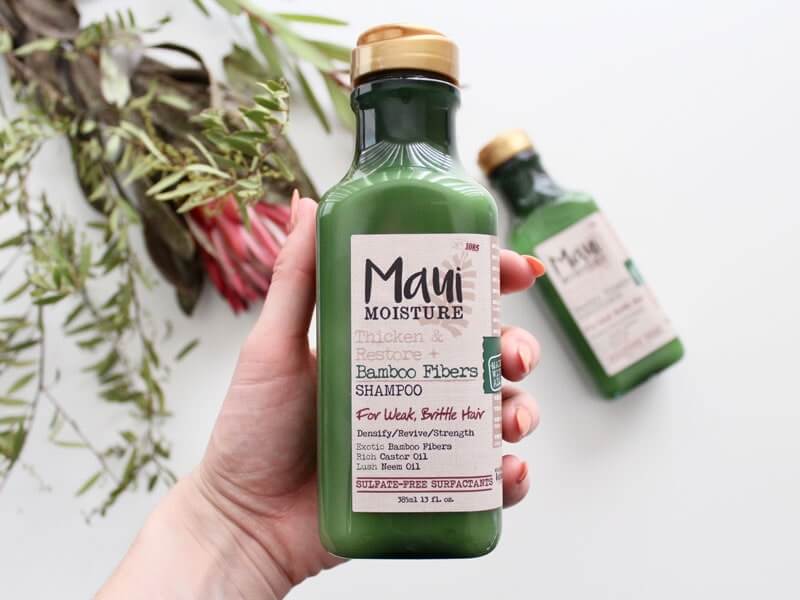 1085
Maui
MOISTURE
Thicken &
Restore +
Bamboo Fibers
SHAMPOO
For Weak, Brittle Hair
Densify/Revive/Strength
Exotic Bamboo Fibers
Rich Castor Oil
Lush Neem Oil
SULFATE-FREE SURFACTANTS
385ml 13 fl. oz.
Maui